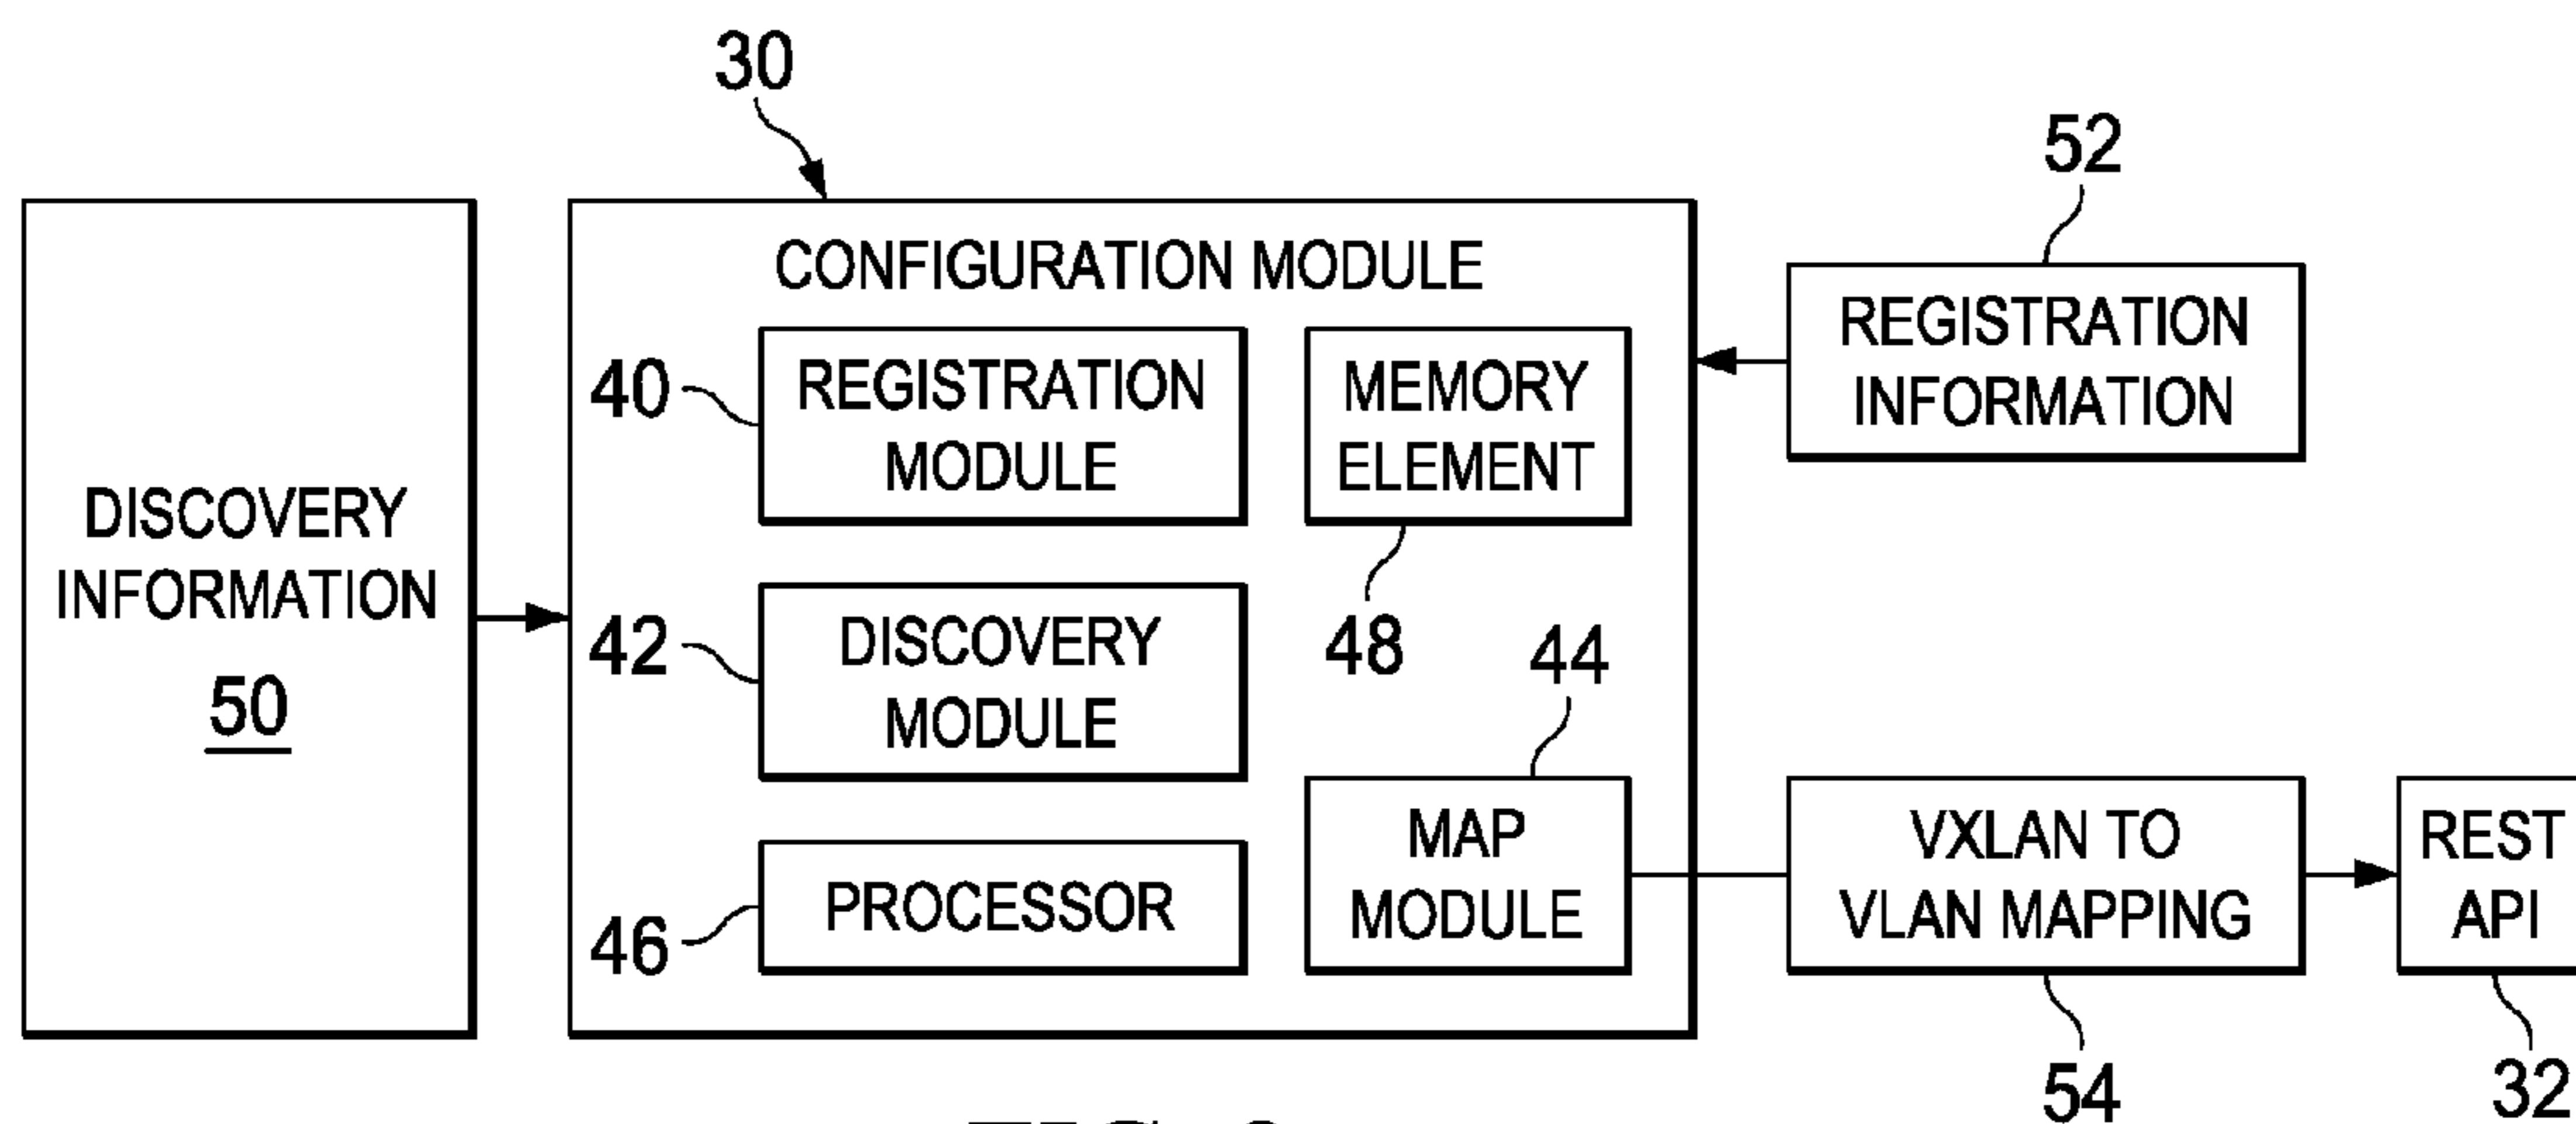 30
52
CONFIGURATION MODULE
REGISTRATION
INFORMATION
40
REGISTRATION
MODULE
MEMORY
ELEMENT
DISCOVERY
INFORMATION
50
42
DISCOVERY
MODULE
48
44
46
PROCESSOR
MAP
MODULE
VXLAN TO
VLAN MAPPING
REST
API
54
32